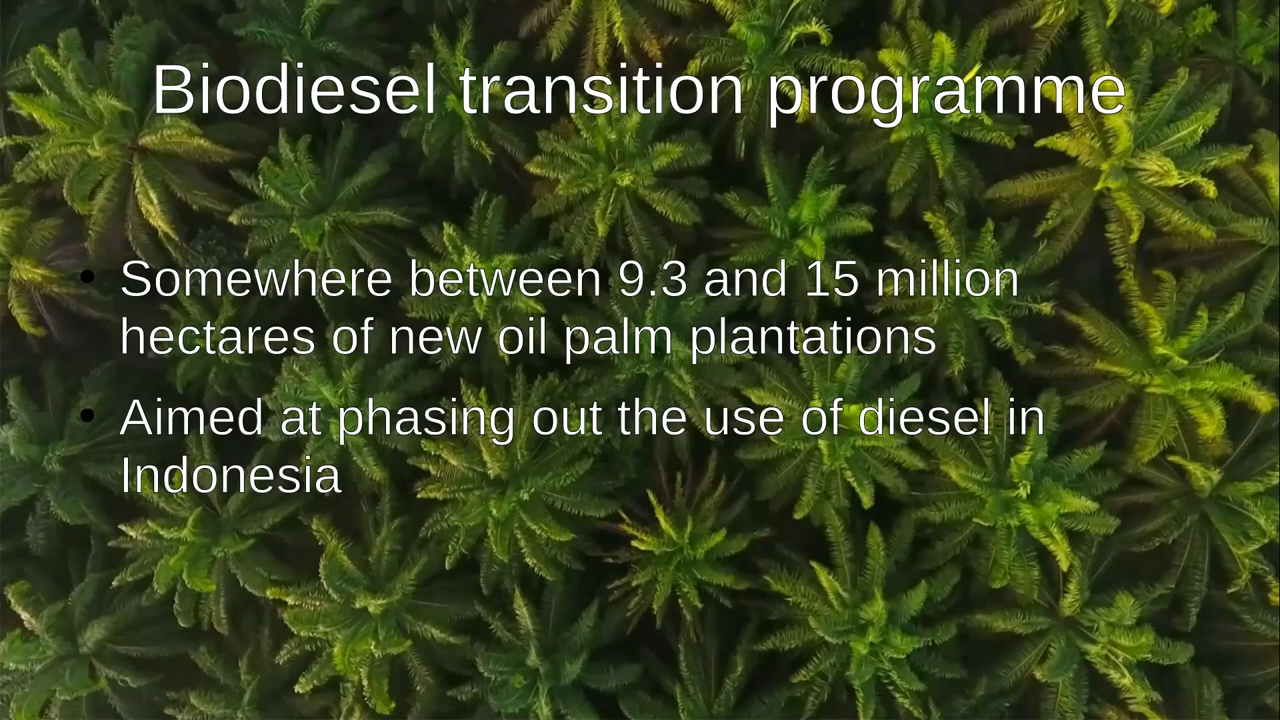 Biodiesel transition programme
• Somewhere between 9.3 and 15 million
hectares of new oil palm plantations
• Aimed at phasing out the use of diesel in
Indonesia